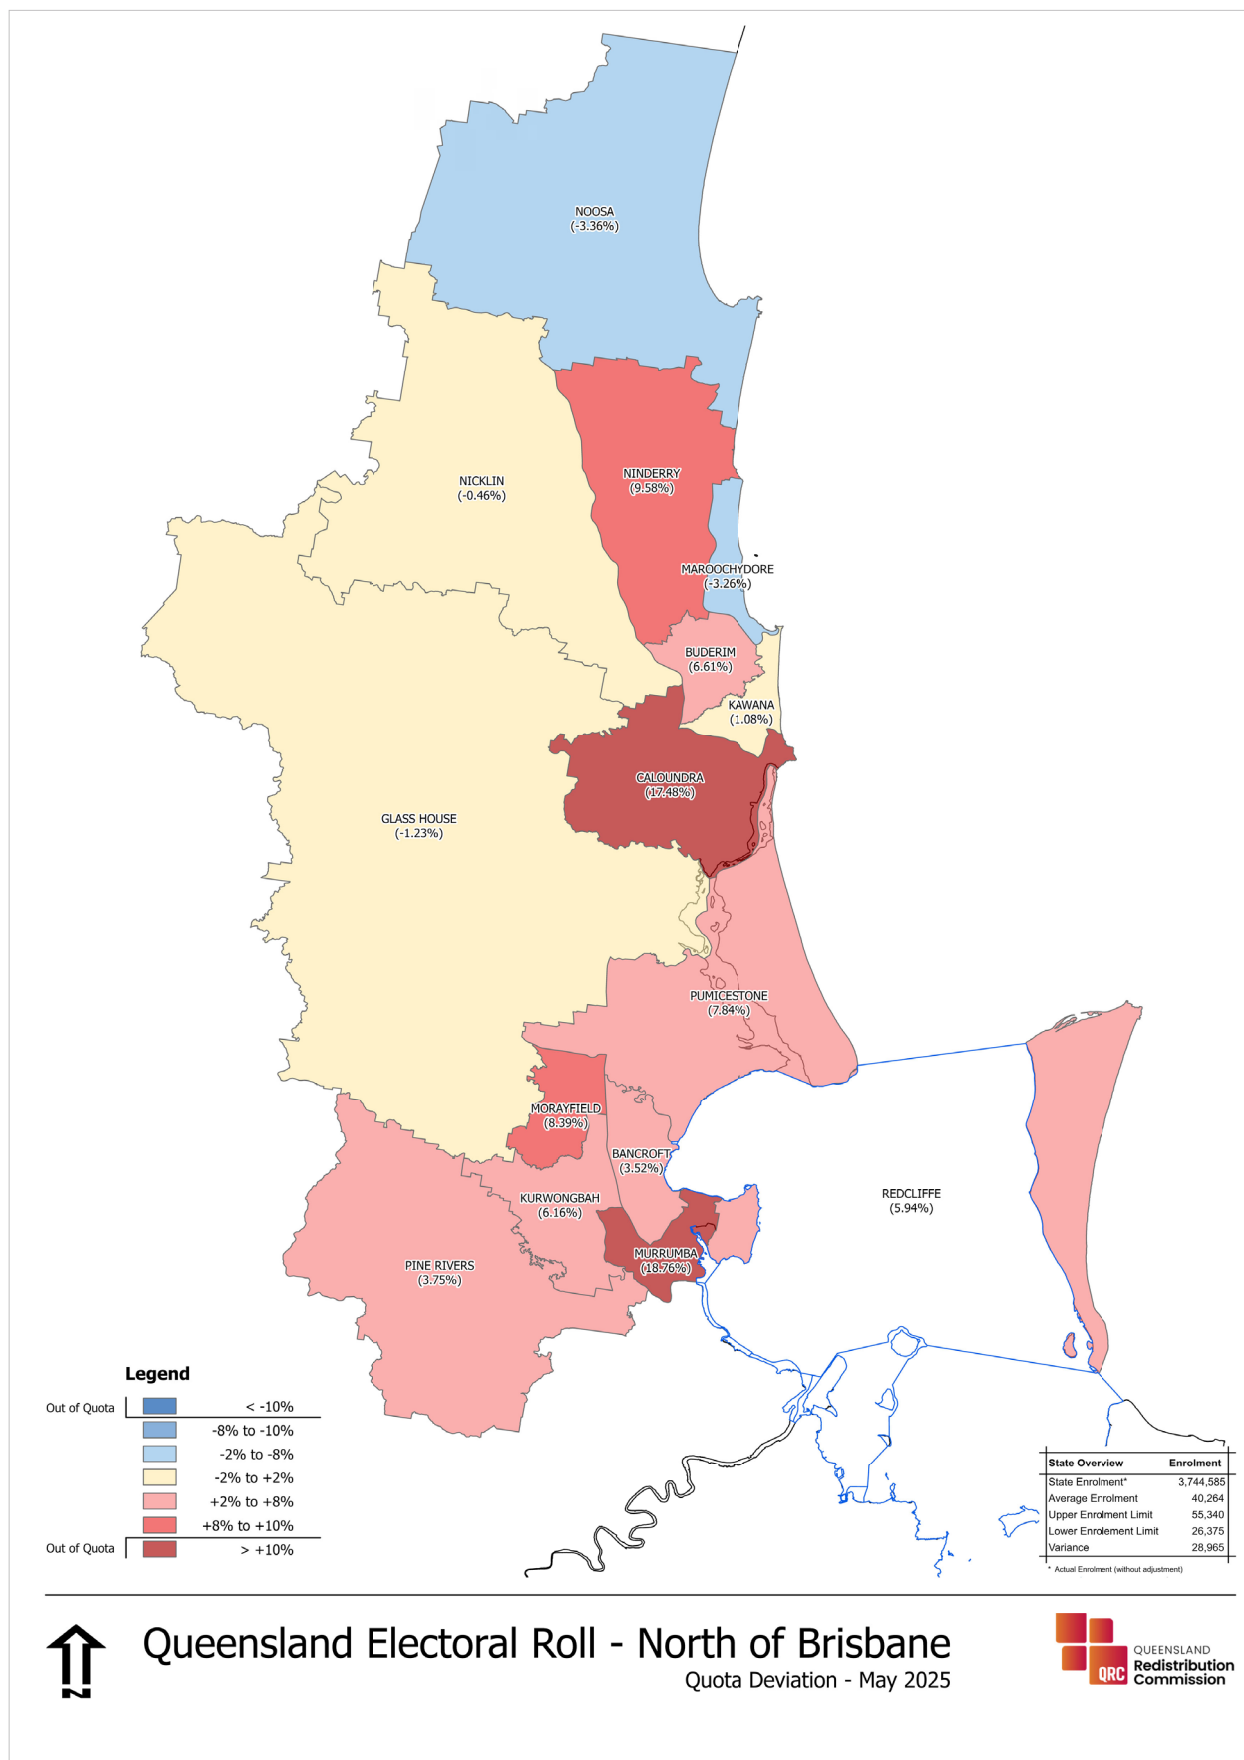 NOOSA
(-3.36%)
NICKLIN
(-0.46%)
NINDERRY
(9.58%)
MAROOCHYDORE
(-3.26%)
BUDERIM
(6.61%)
KAWANA
(1.08%)
CALOUNDRA
(17.48%)
GLASS HOUSE
(-1.23%)
PUMICESTONE
(7.84%)
MORAYFIELD
(8.39%)
BANCROFT
(3.52%)
KURWONGBAH
(6.16%)
REDCLIFFE
(5.94%)
MURRUMBA
(18.76%)
PINE RIVERS
(3.75%)
Legend
Out of Quota < -10%
-8% to -10%
-2% to -8%
-2% to +2%
+2% to +8%
+8% to +10%
Out of Quota > +10%
State Overview Enrolment
State Enrolment* 3,744,585
Average Enrolment 40,264
Upper Enrolment Limit 55,340
Lower Enrolement Limit 26,375
Variance 28,965
* Actual Enrolment (without adjustment)
N
Queensland Electoral Roll - North of Brisbane
Quota Deviation - May 2025
QRC
QUEENSLAND
Redistribution
Commission